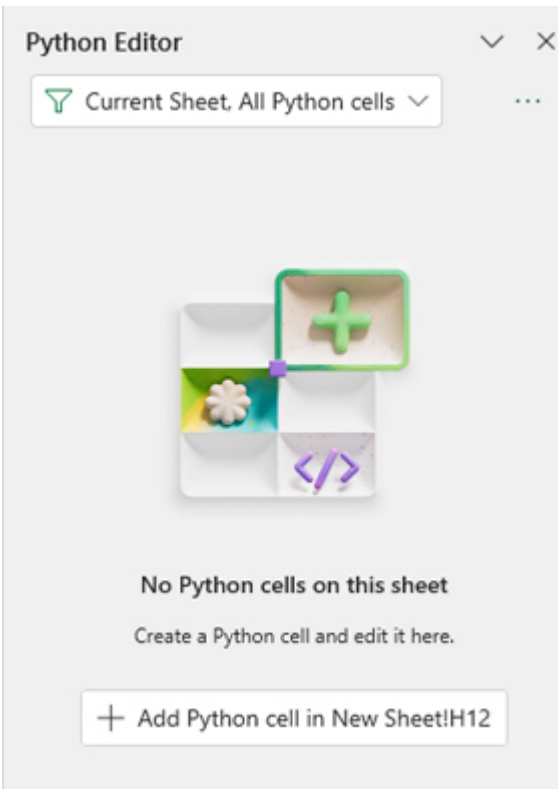 Python Editor
Current Sheet, All Python cells
</>
No Python cells on this sheet
Create a Python cell and edit it here.
Add Python cell in New Sheet!H12